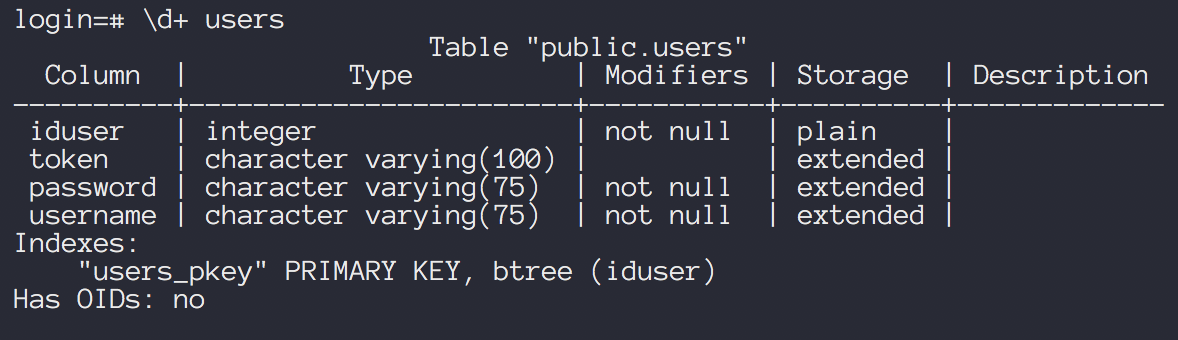 login=# \d+ users
                          Table "public.users"
  Column  |          Type          | Modifiers | Storage  | Description
----------+------------------------+-----------+----------+-------------
 iduser   | integer                | not null  | plain    |
 token    | character varying(100) |           | extended |
 password | character varying(75)  | not null  | extended |
 username | character varying(75)  | not null  | extended |
Indexes:
    "users_pkey" PRIMARY KEY, btree (iduser)
Has OIDs: no